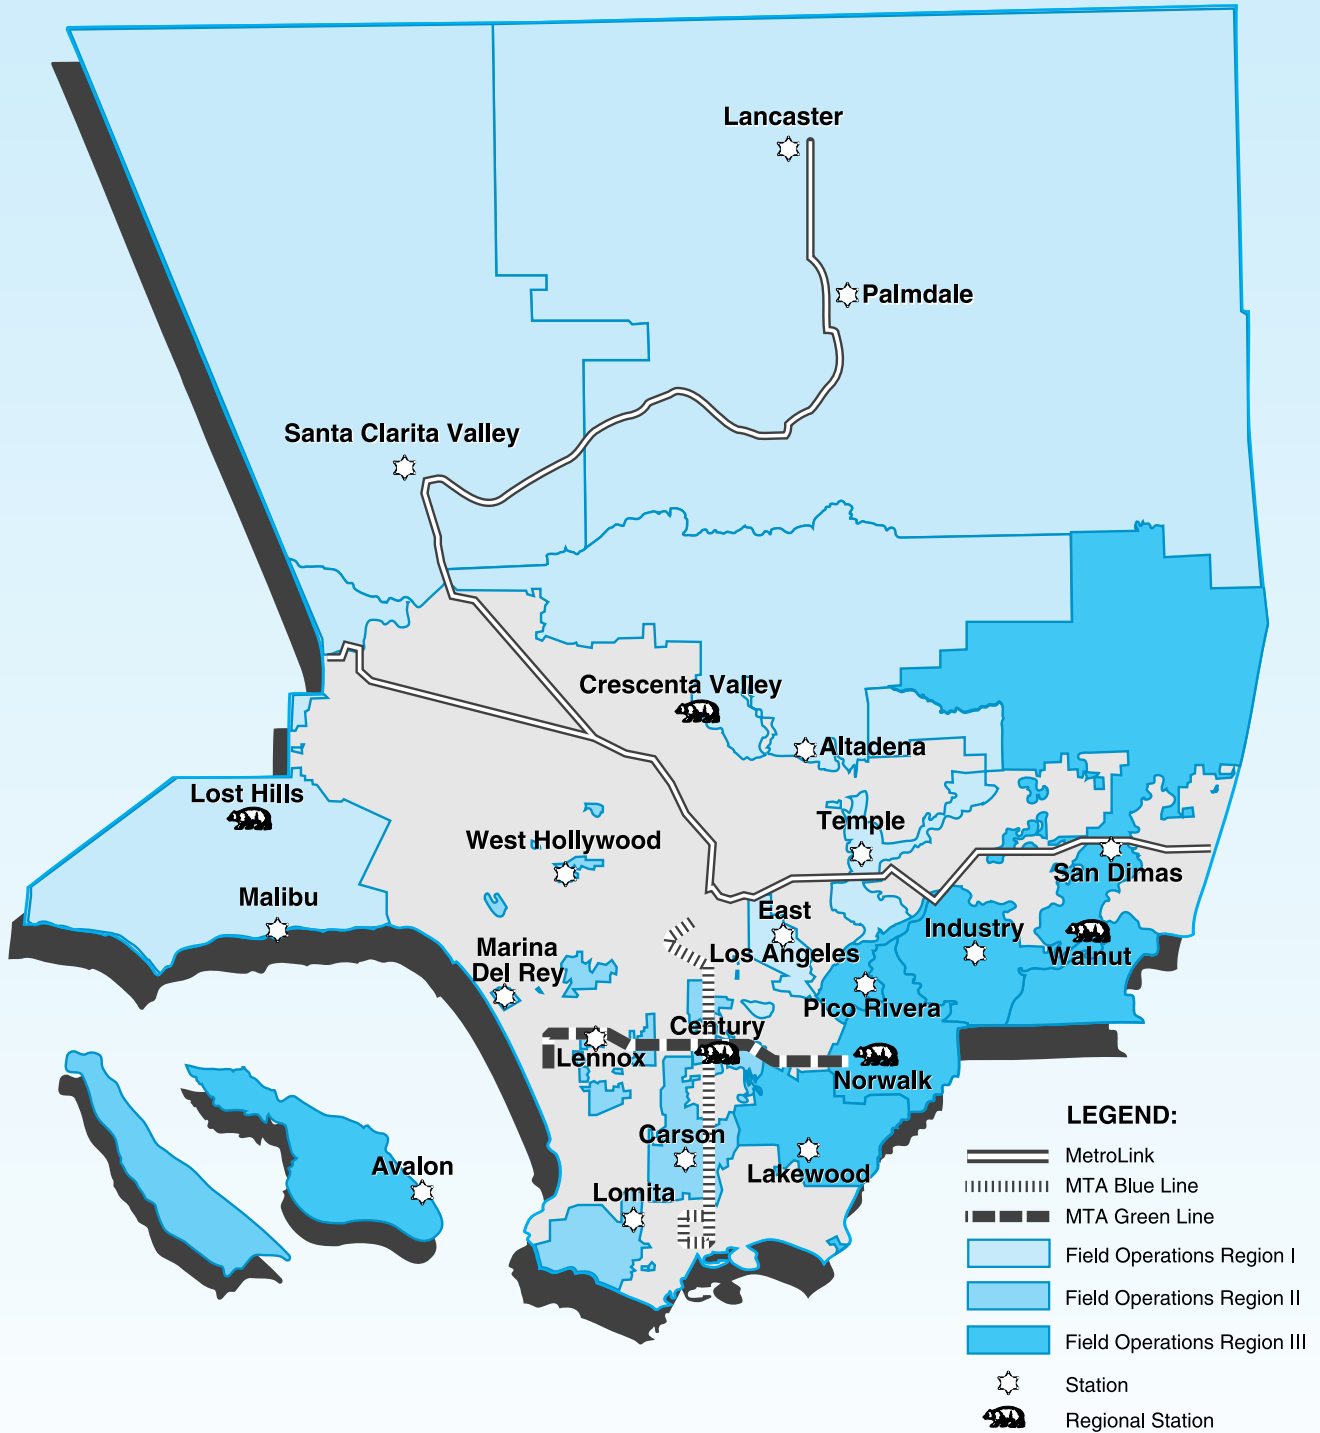 Lancaster
Palmdale
Santa Clarita Valley
Crescenta Valley
Altadena
Lost Hills
Temple
West Hollywood
San Dimas
Malibu
East
Los Angeles
Industry
Marina
Del Rey
Walnut
Pico Rivera
Century
Lennox
Norwalk
Carson
Avalon
Lakewood
Lomita
LEGEND:
MetroLink
MTA Blue Line
MTA Green Line
Field Operations Region I
Field Operations Region II
Field Operations Region III
Station
Regional Station